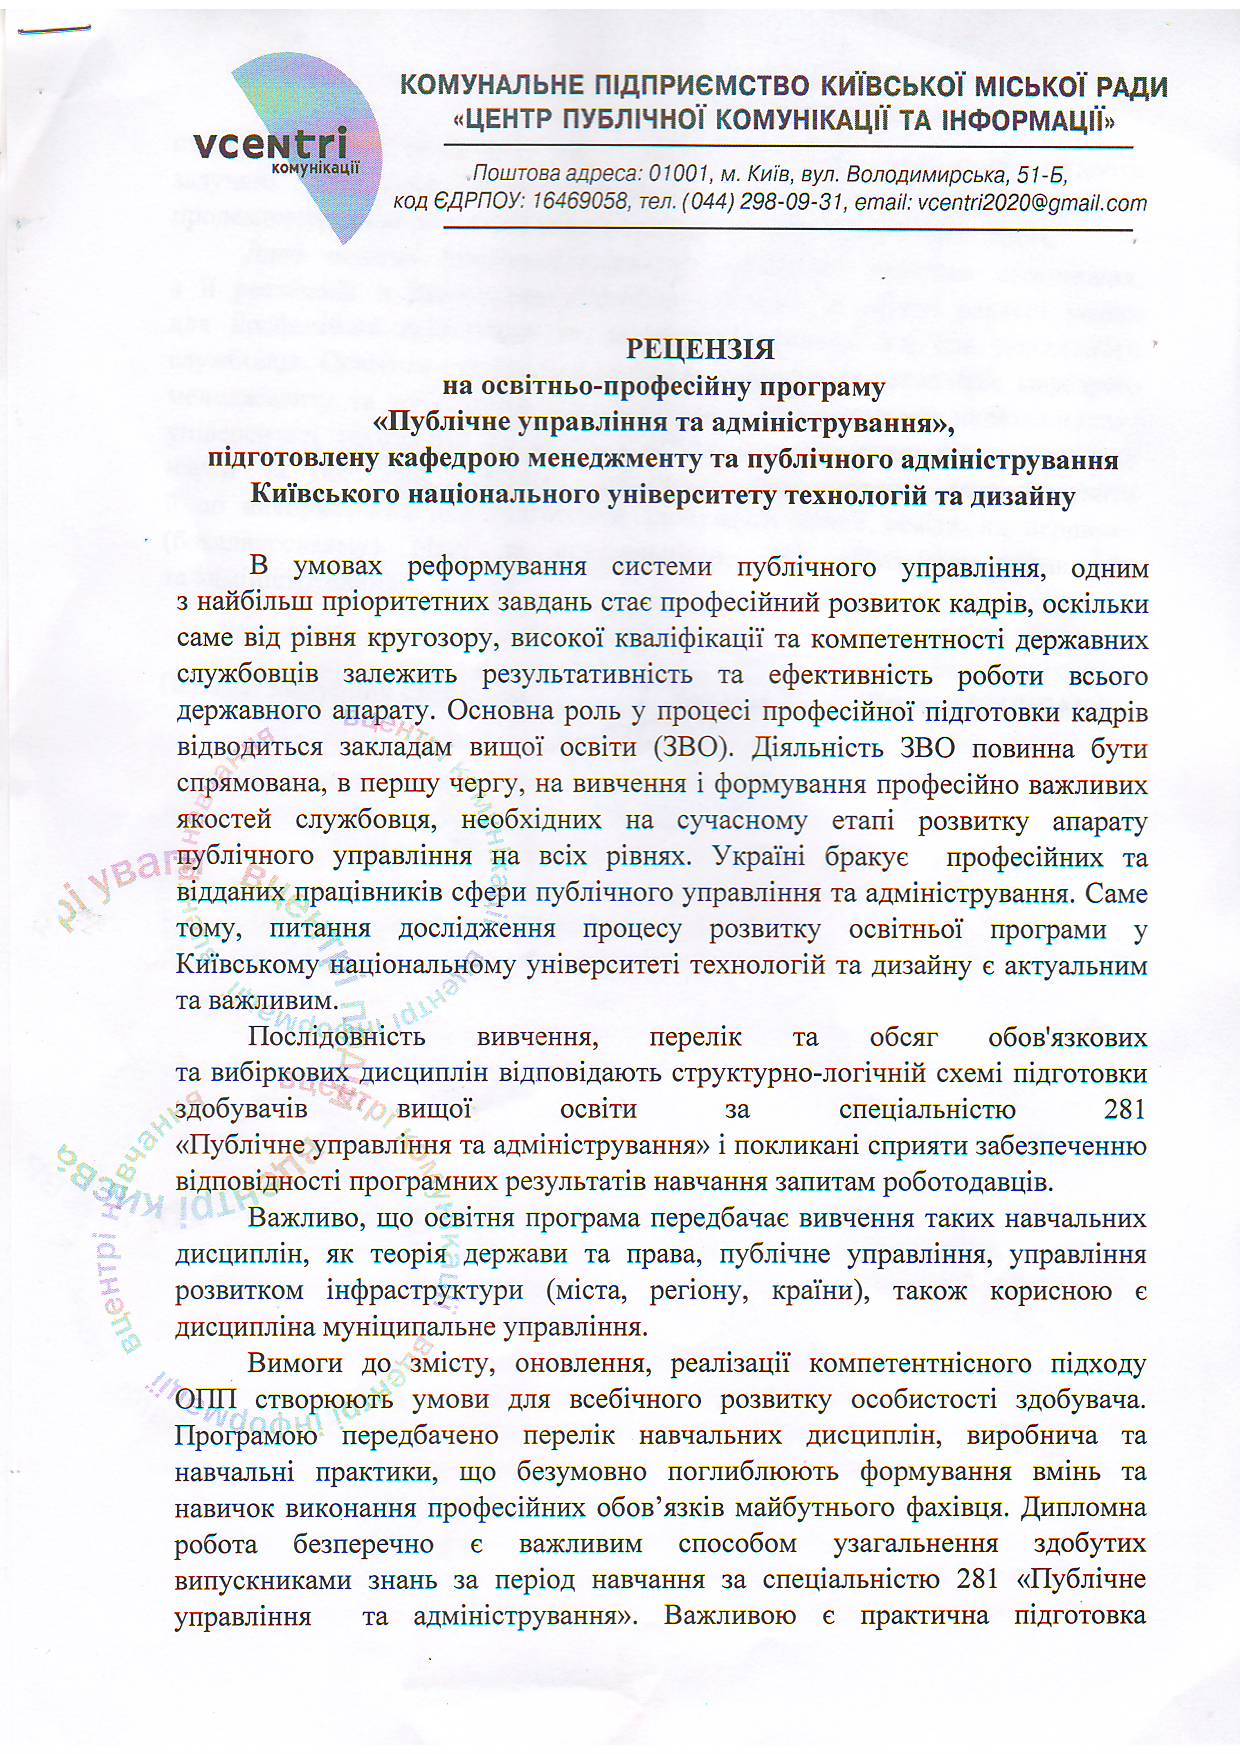 КОМУНАЛЬНЕ ПІДПРИЄМСТВО КИЇВСЬКОЇ МІСЬКОЇ РАДИ
«ЦЕНТР ПУБЛІЧНОЇ КОМУНІКАЦІЇ ТА ІНФОРМАЦІЇ»
vcentri
комунікації
Поштова адреса: 01001, м. Київ, вул. Володимирська, 51-Б,
код ЄДРПОУ: 16469058, тел. (044) 298-09-31, email: vcentri2020@gmail.com
РЕЦЕНЗІЯ
на освітньо-професійну програму
«Публічне управління та адміністрування»,
підготовлену кафедрою менеджменту та публічного адміністрування
Київського національного університету технологій та дизайну
В умовах реформування системи публічного управління, одним
з найбільш пріоритетних завдань стає професійний розвиток кадрів, оскільки
саме від рівня кругозору, високої кваліфікації та компетентності державних
службовців залежить результативність та ефективність роботи всього
державного апарату. Основна роль у процесі професійної підготовки кадрів
відводиться закладам вищої освіти (ЗВО). Діяльність ЗВО повинна бути
спрямована, в першу чергу, на вивчення і формування професійно важливих
якостей службовця, необхідних на сучасному етапі розвитку апарату
публічного управління на всіх рівнях. Україні бракує професійних та
відданих працівників сфери публічного управління та адміністрування. Саме
тому, питання дослідження процесу розвитку освітньої програми у
Київському національному університеті технологій та дизайну є актуальним
та важливим.
Послідовність вивчення, перелік та обсяг обов'язкових
та вибіркових дисциплін відповідають структурно-логічній схемі підготовки
здобувачів вищої освіти за спеціальністю 281
«Публічне управління та адміністрування» і покликані сприяти забезпеченню
відповідності програмних результатів навчання запитам роботодавців.
Важливо, що освітня програма передбачає вивчення таких навчальних
дисциплін, як теорія держави та права, публічне управління, управління
розвитком інфраструктури (міста, регіону, країни), також корисною є
дисципліна муніципальне управління.
Вимоги до змісту, оновлення, реалізації компетентнісного підходу
ОПП створюють умови для всебічного розвитку особистості здобувача.
Програмою передбачено перелік навчальних дисциплін, виробнича та
навчальні практики, що безумовно поглиблюють формування вмінь та
навичок виконання професійних обов’язків майбутнього фахівця. Дипломна
робота безперечно є важливим способом узагальнення здобутих
випускниками знань за період навчання за спеціальністю 281 «Публічне
управління та адміністрування». Важливою є практична підготовка